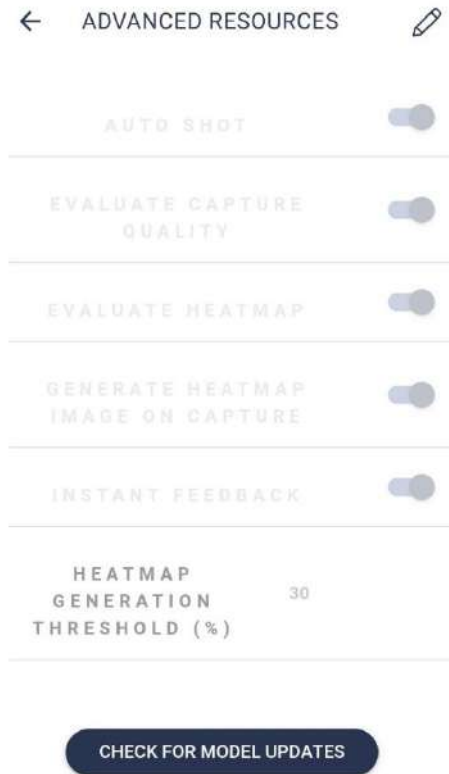 ADVANCED RESOURCES
AUTO SHOT
EVALUATE CAPTURE
QUALITY
EVALUATE HEATMAP
GENERATE HEATMAP
IMAGE ON CAPTURE
INSTANT FEEDBACK
HEATMAP
GENERATION
THRESHOLD (%)
30
CHECK FOR MODEL UPDATES